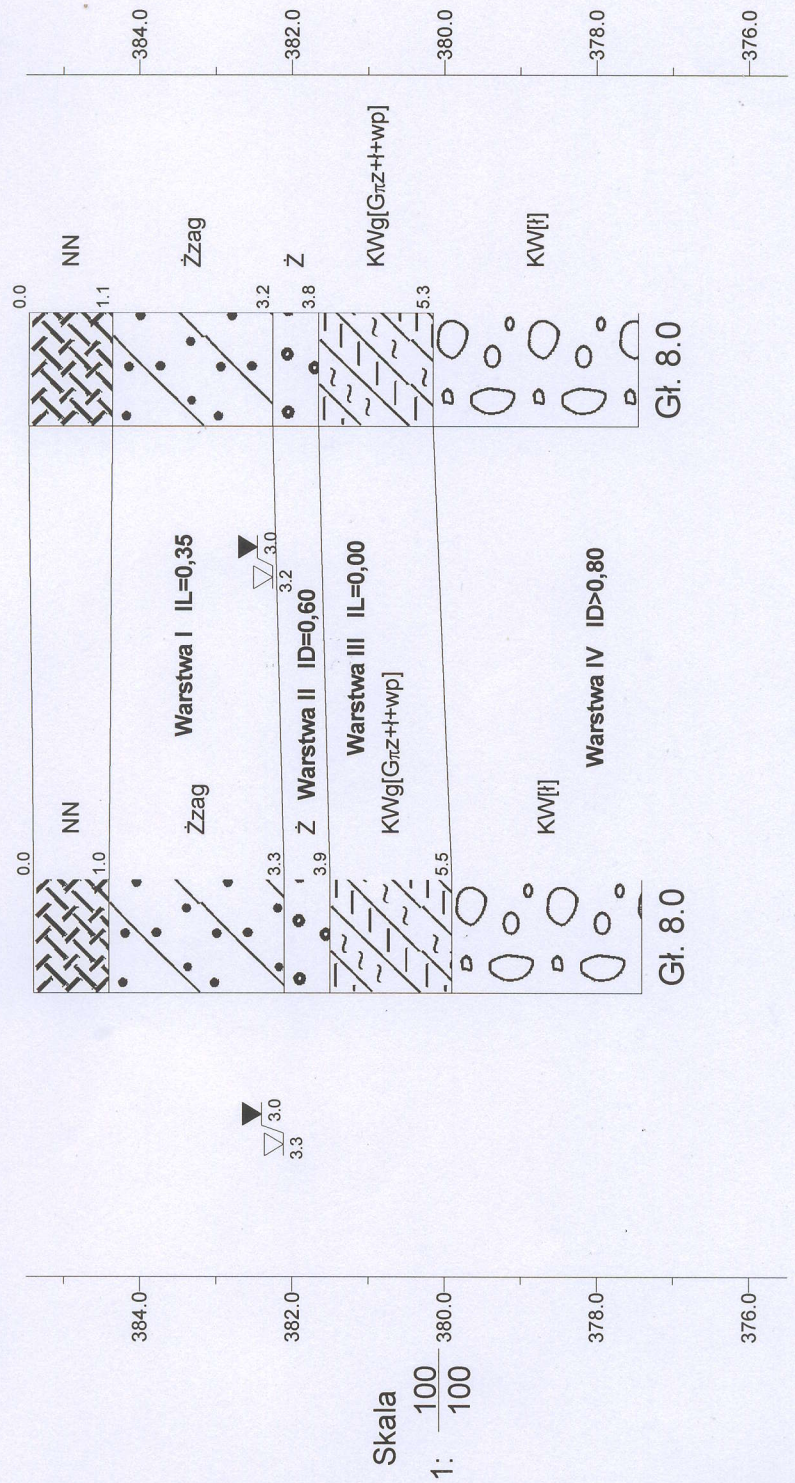 Skala
1:
100
100
384.0
382.0
380.0
378.0
376.0
3.0
3.3
0.0
1.0
3.3
3.9
5.5
Gł. 8.0
NN
Żzag
Ż
KWg[Gπz+ł+wp]
KW[ł]
Warstwa I IL=0,35
Warstwa II ID=0,60
Warstwa III IL=0,00
Warstwa IV ID>0,80
3.0
3.2
0.0
1.1
3.2
3.8
5.3
Gł. 8.0
NN
Żzag
Ż
KWg[Gπz+ł+wp]
KW[ł]
384.0
382.0
380.0
378.0
376.0